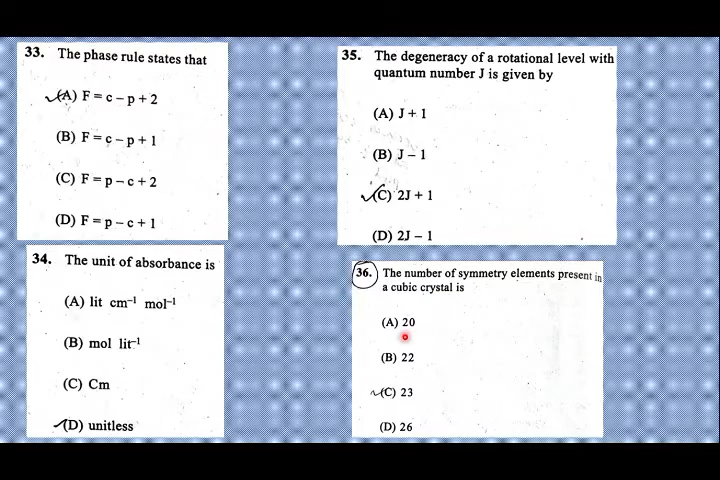 33. The phase rule states that
(A) F = c – p + 2
(B) F = c – p + 1
(C) F = p – c + 2
(D) F = p – c + 1
34. The unit of absorbance is
(A) lit cm⁻¹ mol⁻¹
(B) mol lit⁻¹
(C) Cm
(D) unitless
35. The degeneracy of a rotational level with
quantum number J is given by
(A) J + 1
(B) J – 1
(C) 2J + 1
(D) 2J – 1
36. The number of symmetry elements present in
a cubic crystal is
(A) 20
(B) 22
(C) 23
(D) 26